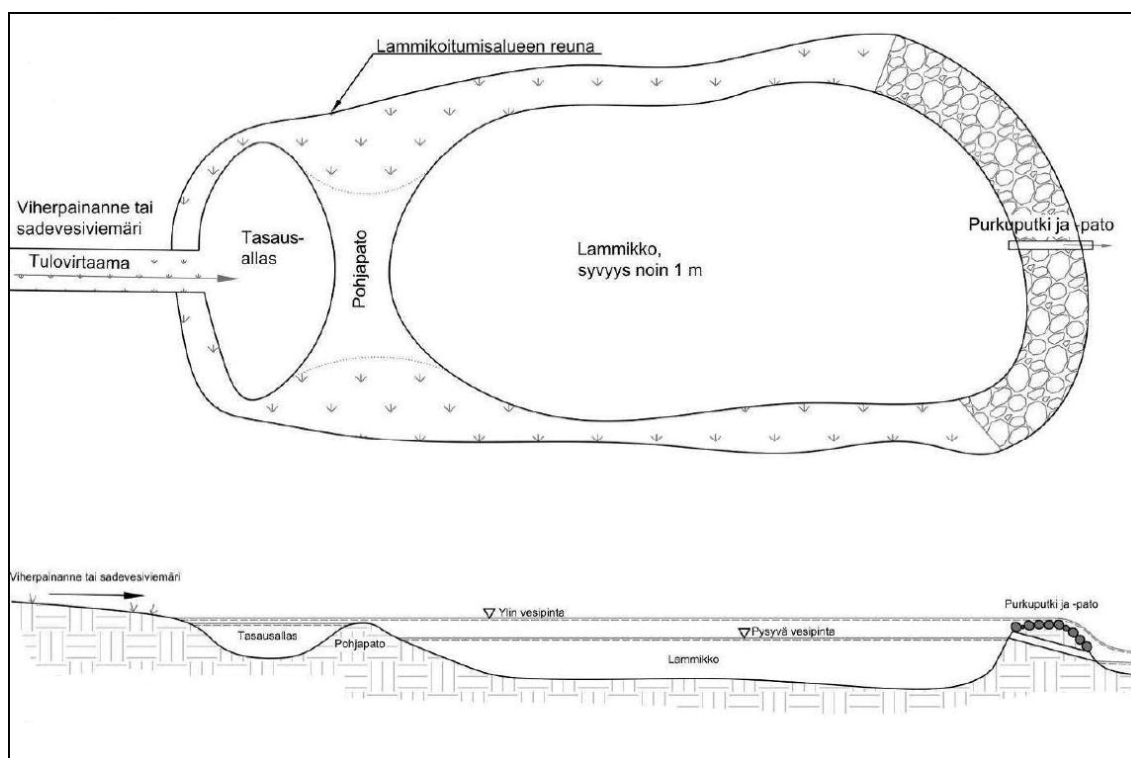 Lammikoitumisalueen reuna
Viherpainanne tai
sadevesiviemäri
Tulovirtaama
Tasaus-
allas
Pohjapato
Lammikko,
syvyys noin 1 m
Purkuputki ja -pato
Viherpainanne tai sadevesiviemäri
Ylin vesipinta
Purkuputki ja -pato
Tasausallas
Pohjapato
Pysyvä vesipinta
Lammikko